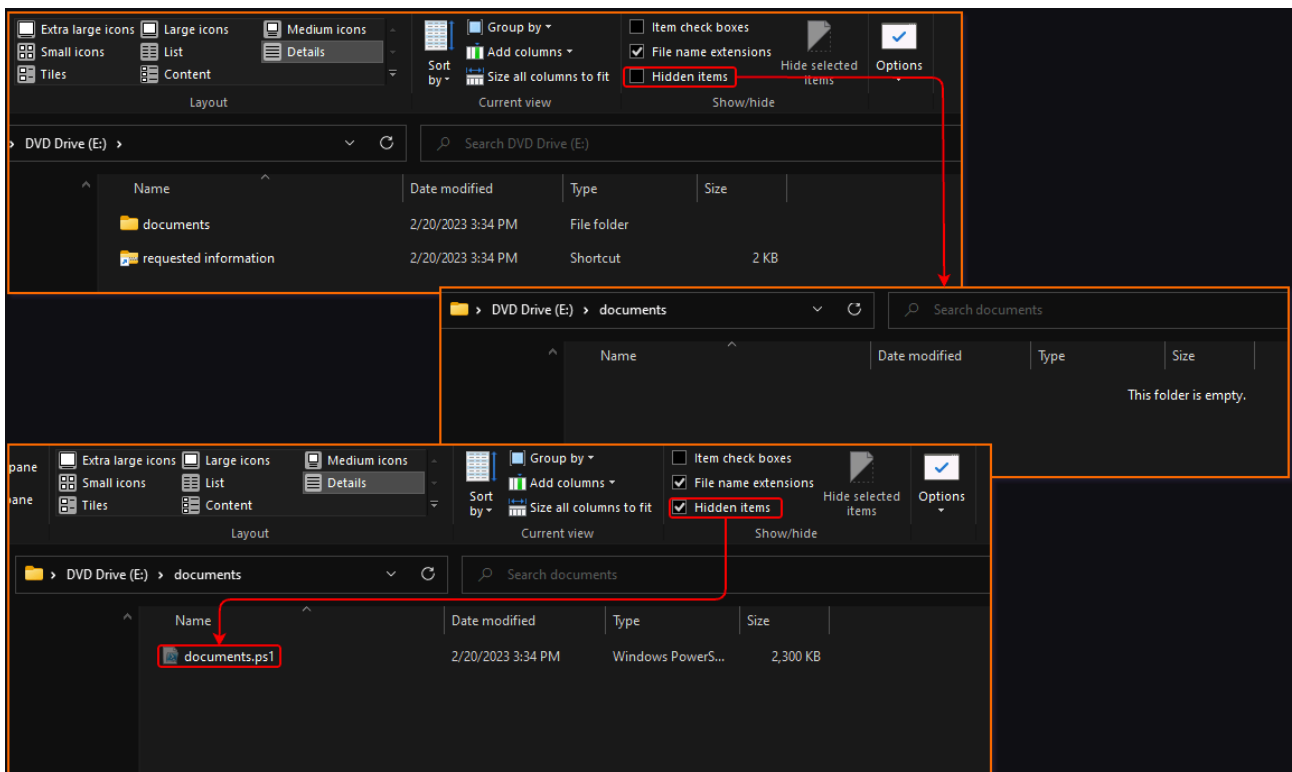 Extra large icons Large icons Medium icons
Small icons List Details
Tiles Content
Layout
Sort by
Group by
Add columns
Size all columns to fit
Current view
Item check boxes
File name extensions
Hidden items
Hide selected items
Show/hide
Options
DVD Drive (E:)
Search DVD Drive (E:)
Name Date modified Type Size
documents 2/20/2023 3:34 PM File folder
requested information 2/20/2023 3:34 PM Shortcut 2 KB
DVD Drive (E:) documents
Search documents
Name Date modified Type Size
This folder is empty.
pane
ane
Extra large icons Large icons Medium icons
Small icons List Details
Tiles Content
Layout
Sort by
Group by
Add columns
Size all columns to fit
Current view
Item check boxes
File name extensions
Hidden items
Hide selected items
Show/hide
Options
DVD Drive (E:) documents
Search documents
Name Date modified Type Size
documents.ps1 2/20/2023 3:34 PM Windows PowerS... 2,300 KB